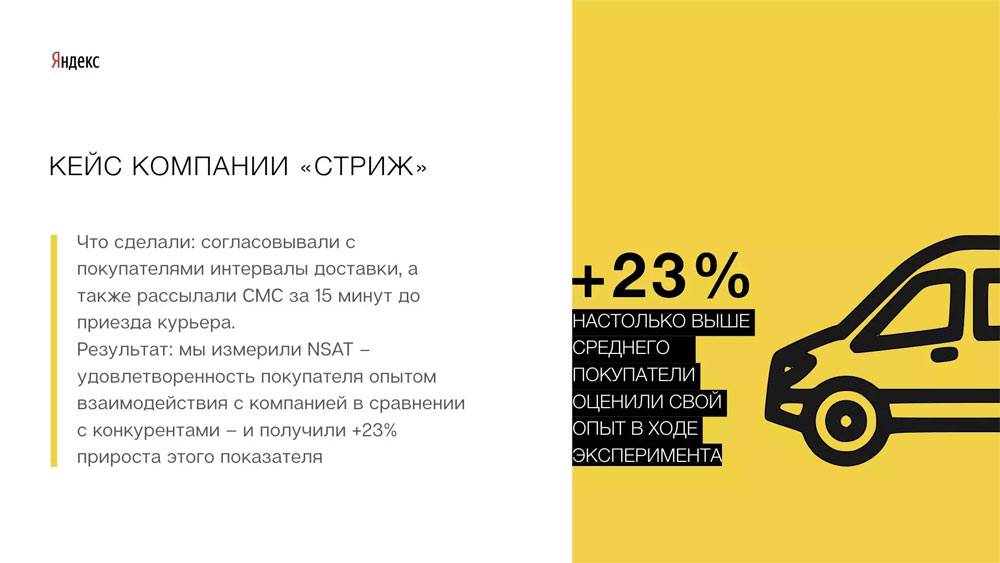 Яндекс
КЕЙС КОМПАНИИ «СТРИЖ»
Что сделали: согласовывали с
покупателями интервалы доставки, а
также рассылали СМС за 15 минут до
приезда курьера.
Результат: мы измерили NSAT –
удовлетворенность покупателя опытом
взаимодействия с компанией в сравнении
с конкурентами – и получили +23%
прироста этого показателя
+23%
НАСТОЛЬКО ВЫШЕ
СРЕДНЕГО
ПОКУПАТЕЛИ
ОЦЕНИЛИ СВОЙ
ОПЫТ В ХОДЕ
ЭКСПЕРИМЕНТА